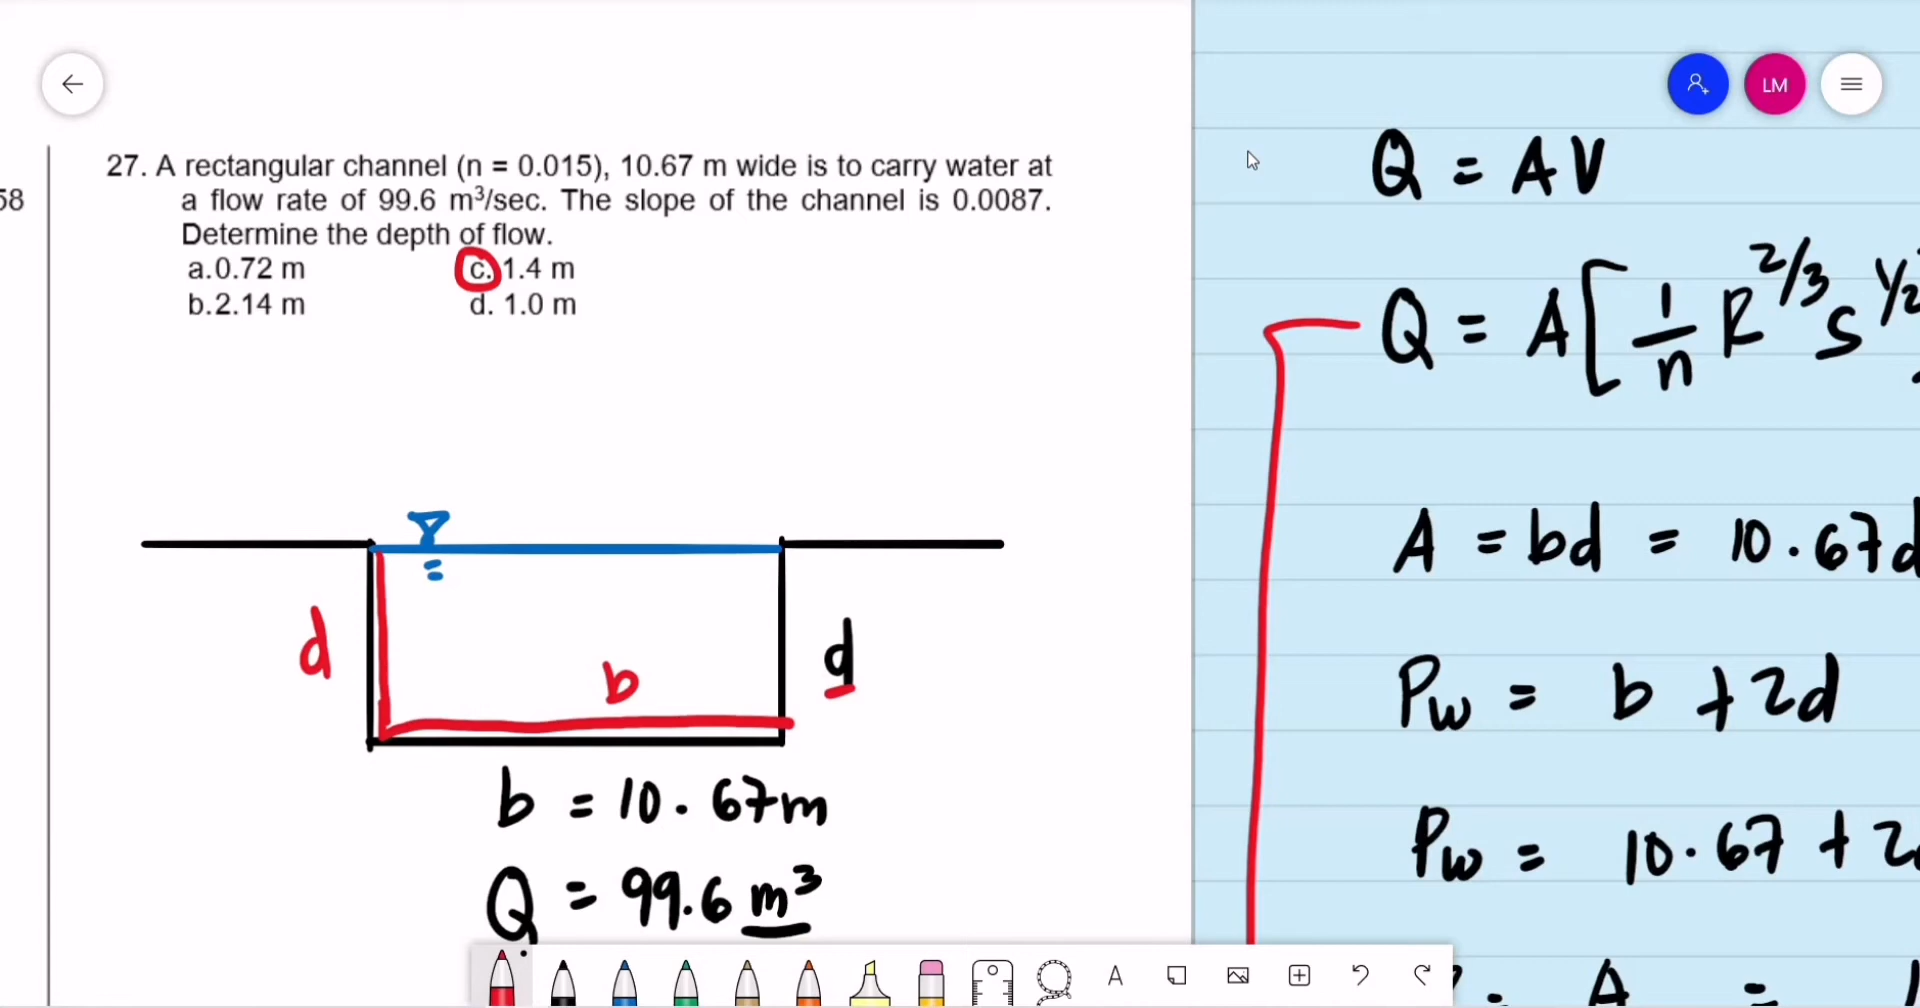 LM
58
27. A rectangular channel (n = 0.015), 10.67 m wide is to carry water at
a flow rate of 99.6 m³/sec. The slope of the channel is 0.0087.
Determine the depth of flow.
a.0.72 m c. 1.4 m
b.2.14 m d. 1.0 m
d
b
d
b = 10.67m
Q = 99.6 m³
Q = AV
Q = A[ 1/n R^2/3 S^1/2
A = bd = 10.67d
Pw = b + 2d
Pw = 10.67 + 2
A =
A